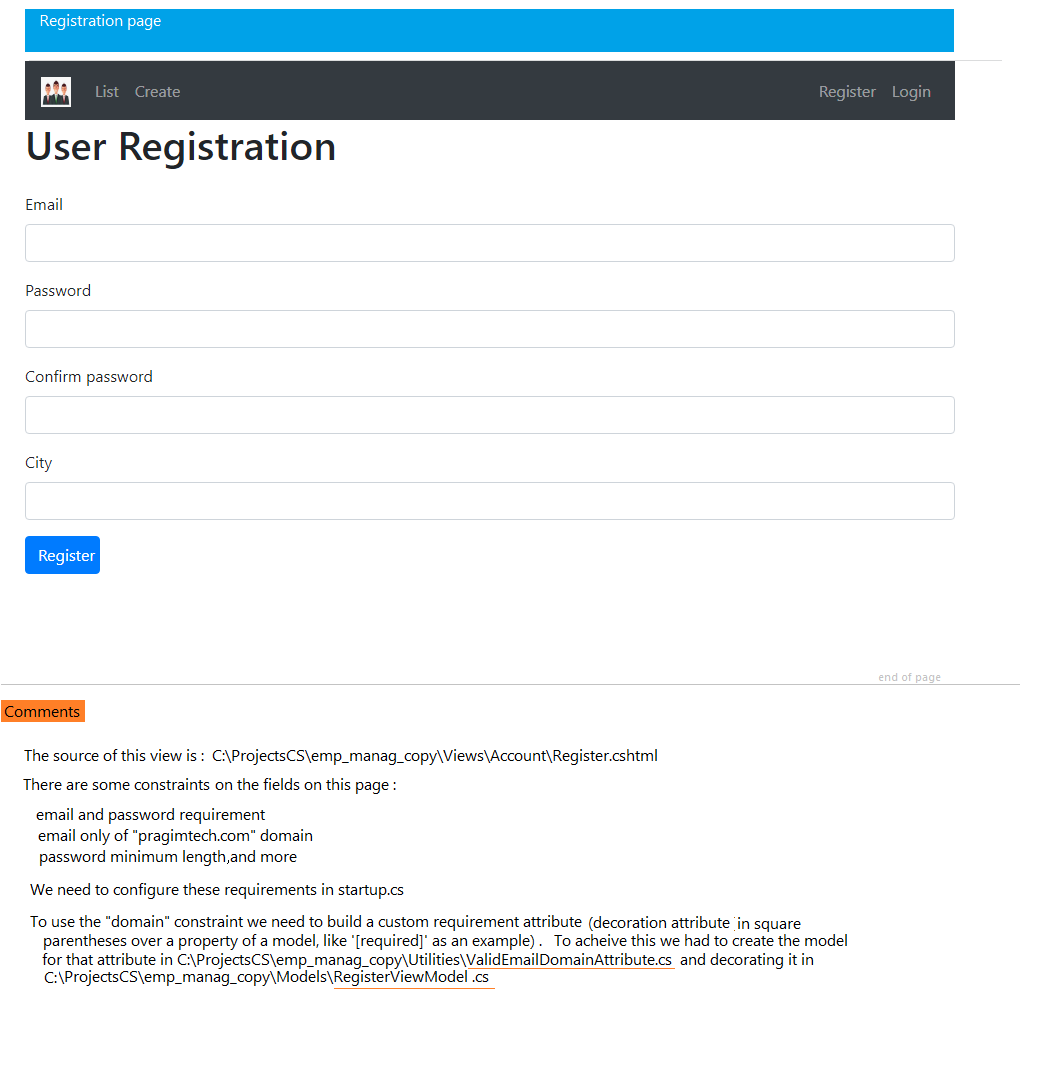 Registration page
List Create Register Login
User Registration
Email
Password
Confirm password
City
Register
end of page
Comments
The source of this view is : C:\ProjectsCS\emp_manag_copy\Views\Account\Register.cshtml
There are some constraints on the fields on this page :
email and password requirement
email only of "pragimtech.com" domain
password minimum length,and more
We need to configure these requirements in startup.cs
To use the "domain" constraint we need to build a custom requirement attribute (decoration attribute in square
parentheses over a property of a model, like '[required]' as an example) . To acheive this we had to create the model
for that attribute in C:\ProjectsCS\emp_manag_copy\Utilities\ValidEmailDomainAttribute.cs and decorating it in
C:\ProjectsCS\emp_manag_copy\Models\RegisterViewModel .cs